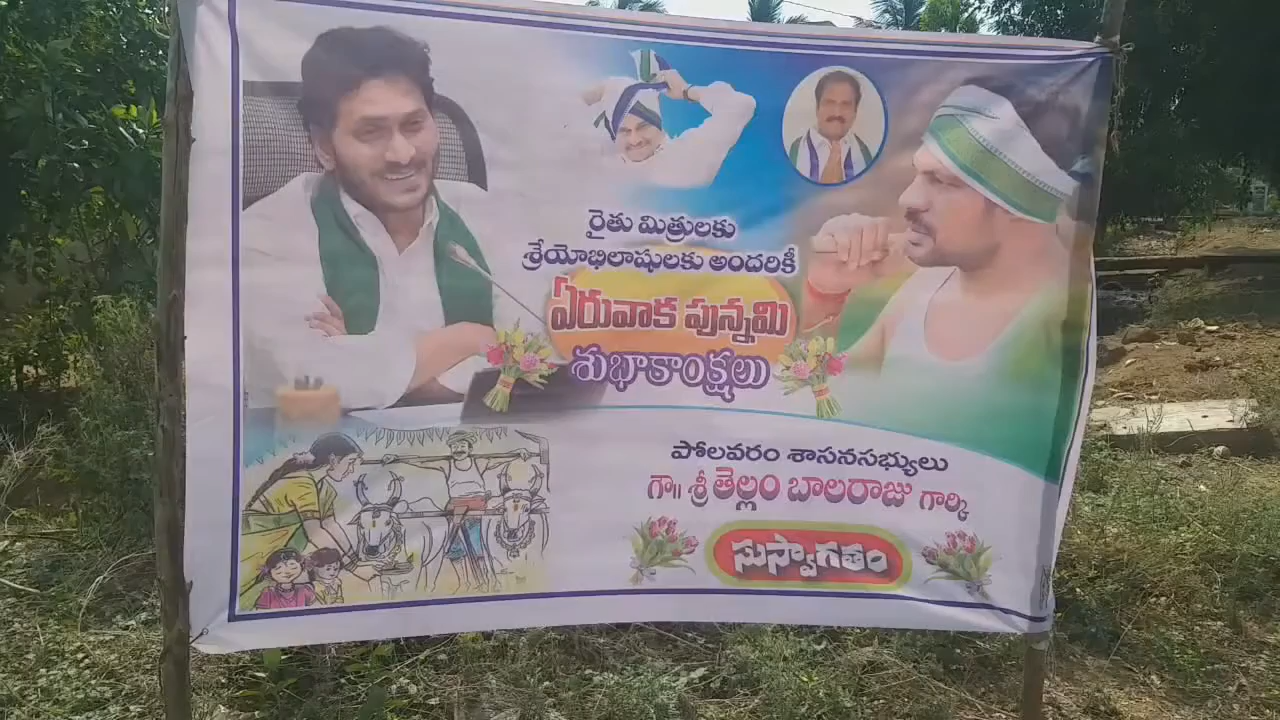 రైతు మిత్రులకు
శ్రేయోభిలాషులకు అందరికీ
ఏరువాక పున్నమి
శుభాకాంక్షలు
పోలవరం శాసనసభ్యులు
గౌ॥ శ్రీ తెల్లం బాలరాజు గార్కి
సుస్వాగతం